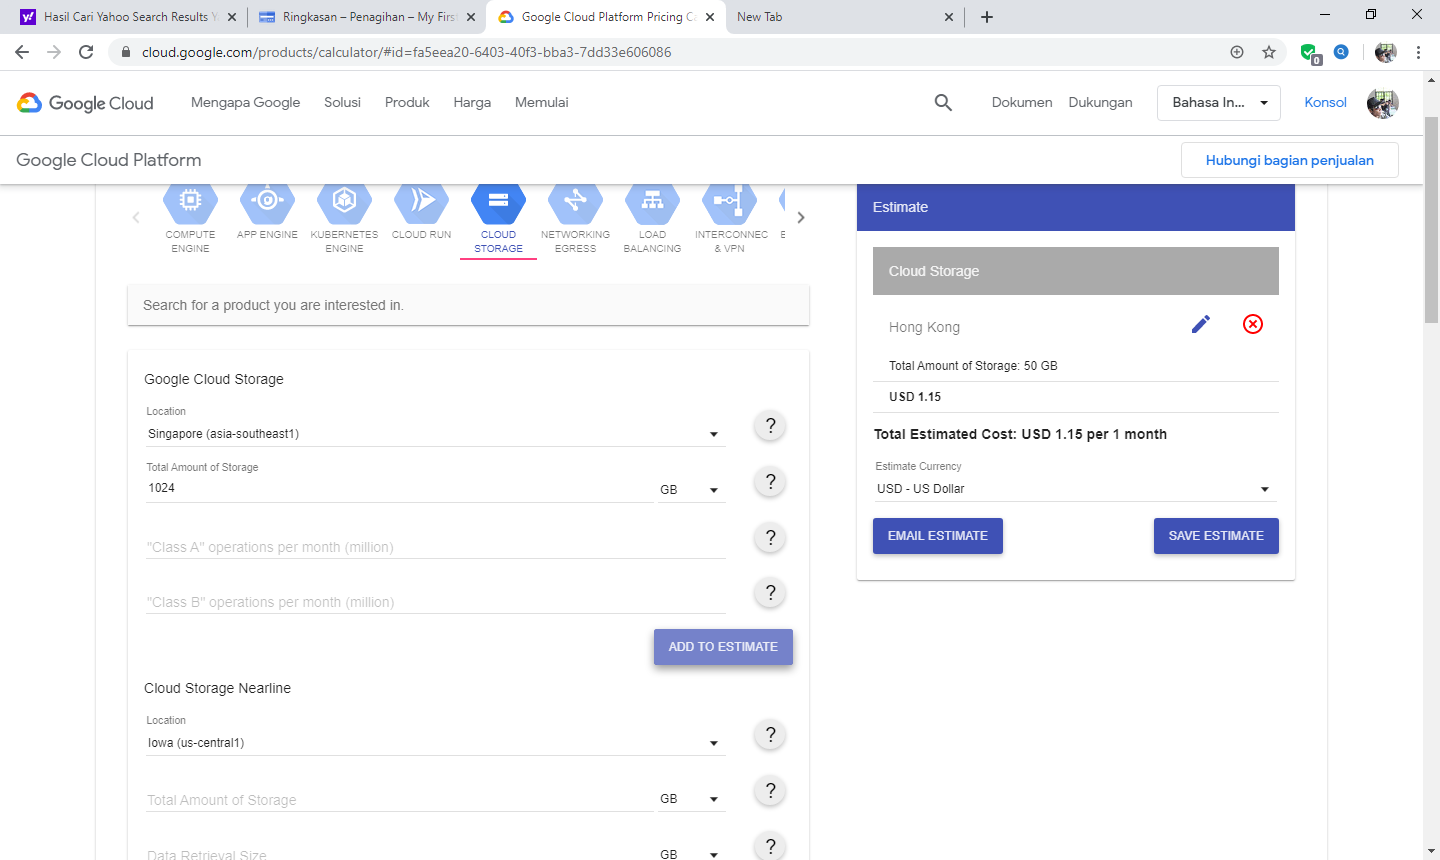 Hasil Cari Yahoo Search Results Y
Ringkasan – Penagihan – My First
Google Cloud Platform Pricing Ca
New Tab
cloud.google.com/products/calculator/#id=fa5eea20-6403-40f3-bba3-7dd33e606086
0
Google Cloud
Mengapa Google
Solusi
Produk
Harga
Memulai
Dokumen
Dukungan
Bahasa In...
Konsol
Google Cloud Platform
Hubungi bagian penjualan
COMPUTE
ENGINE
APP ENGINE
KUBERNETES
ENGINE
CLOUD RUN
CLOUD
STORAGE
NETWORKING
EGRESS
LOAD
BALANCING
INTERCONNEC
& VPN
Search for a product you are interested in.
Google Cloud Storage
Location
Singapore (asia-southeast1)
?
Total Amount of Storage
1024
GB
?
"Class A" operations per month (million)
?
"Class B" operations per month (million)
?
ADD TO ESTIMATE
Cloud Storage Nearline
Location
Iowa (us-central1)
?
Total Amount of Storage
GB
?
Data Retrieval Size
GB
?
Estimate
Cloud Storage
Hong Kong
Total Amount of Storage: 50 GB
USD 1.15
Total Estimated Cost: USD 1.15 per 1 month
Estimate Currency
USD - US Dollar
EMAIL ESTIMATE
SAVE ESTIMATE